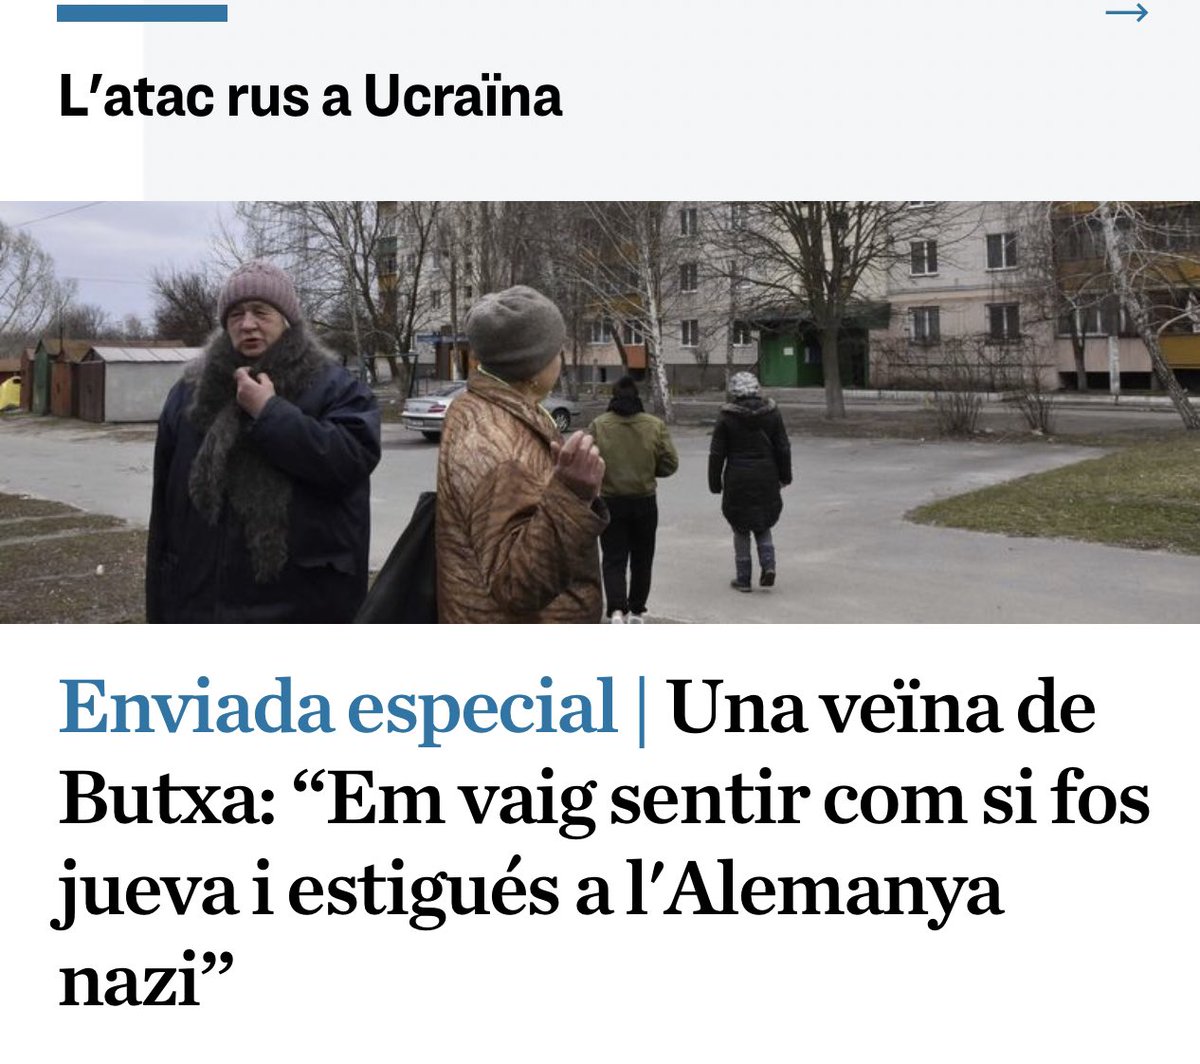 L’atac rus a Ucraïna
Enviada especial | Una veïna de
Butxa: “Em vaig sentir com si fos
jueva i estigués a l’Alemanya
nazi”